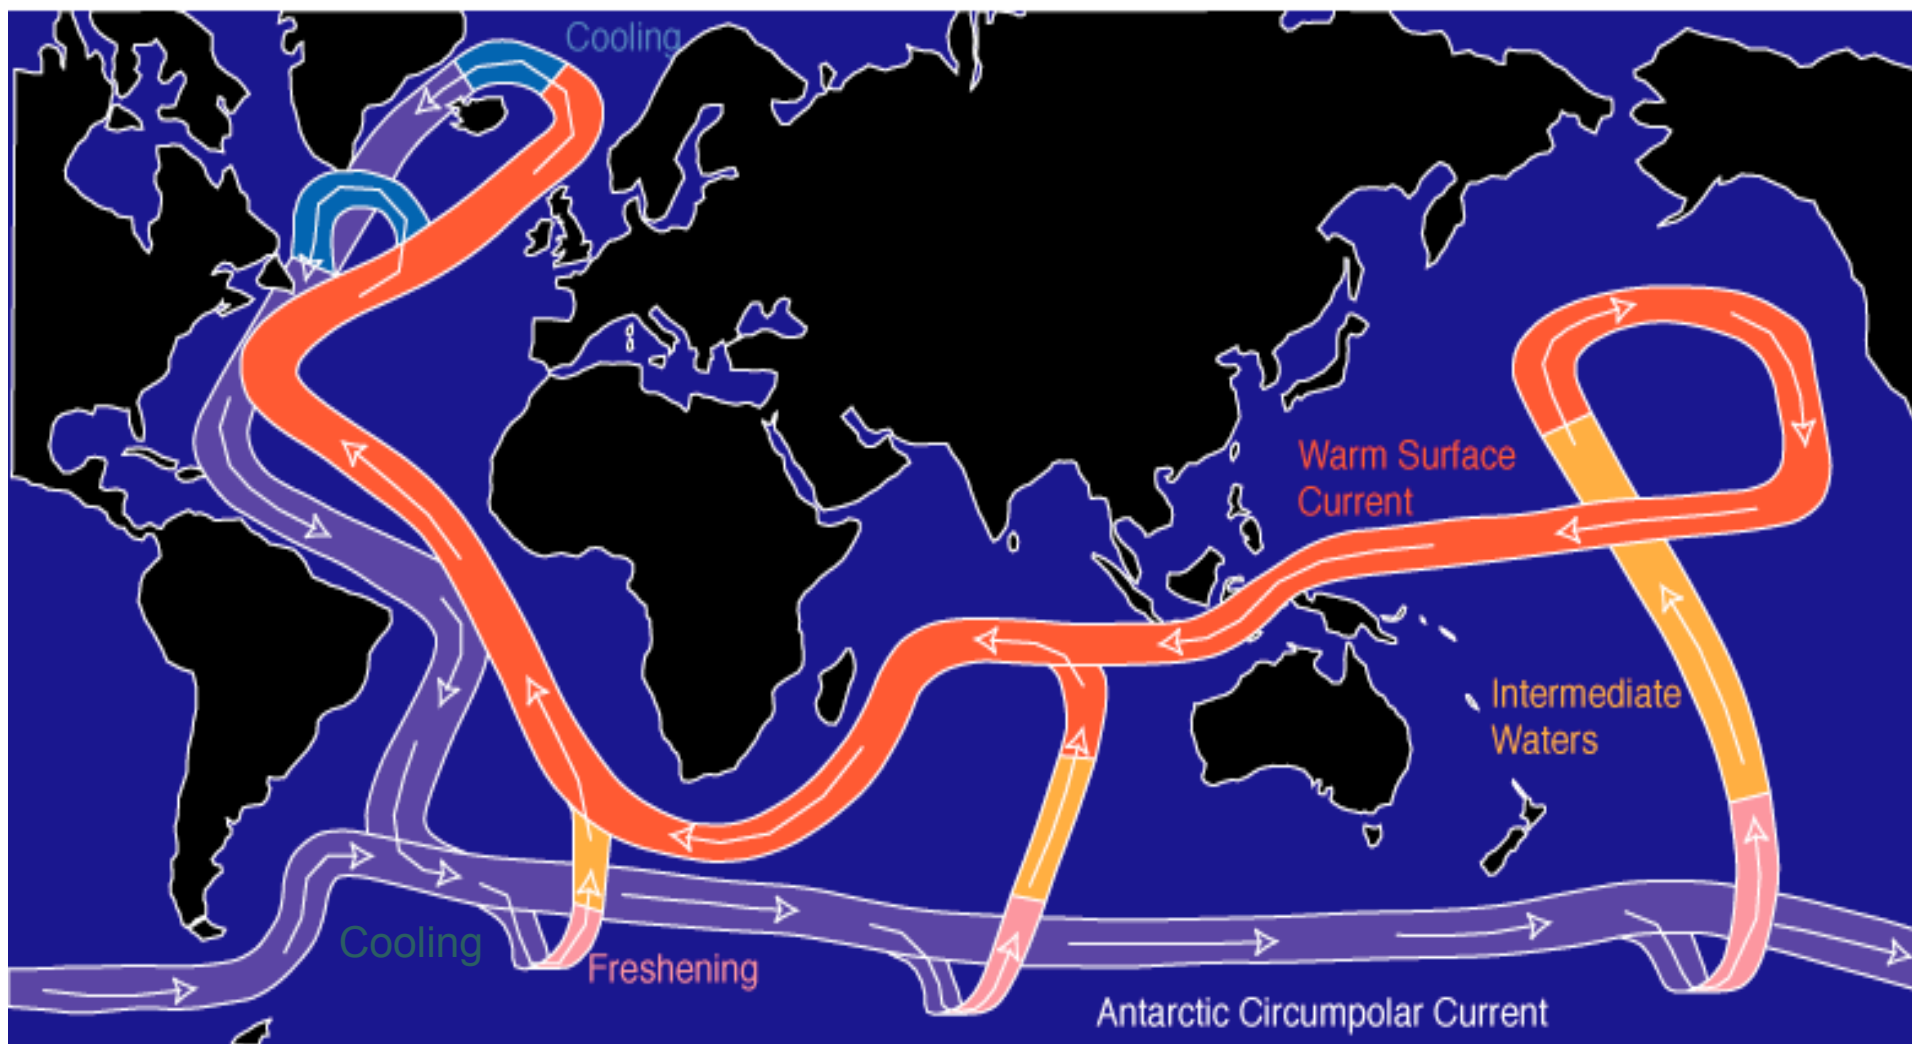 Cooling
Warm Surface
Current
Intermediate
Waters
Cooling
Freshening
Antarctic Circumpolar Current